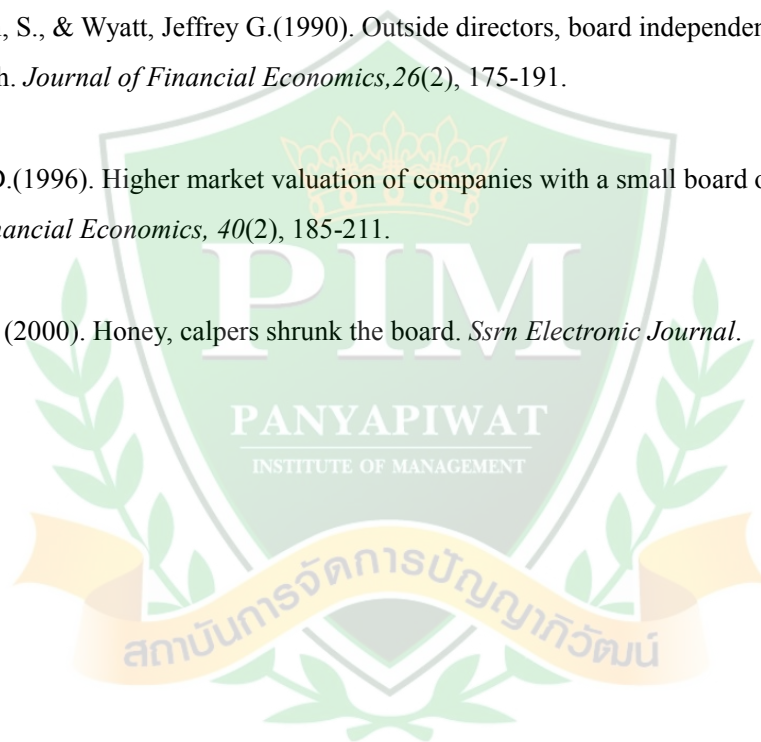 ., S., & Wyatt, Jeffrey G.(1990). Outside directors, board independen
h. Journal of Financial Economics,26(2), 175-191.
D.(1996). Higher market valuation of companies with a small board o
nancial Economics, 40(2), 185-211.
(2000). Honey, calpers shrunk the board. Ssrn Electronic Journal.
PIM
PANYAPIWAT
INSTITUTE OF MANAGEMENT
สถาบันการจัดการปัญญาภิวัฒน์